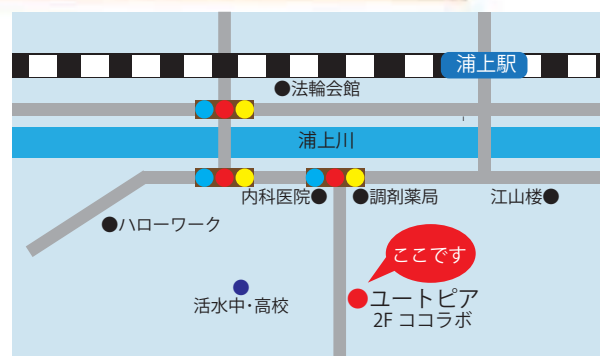 浦上駅
●法輪会館
浦上川
内科医院●
●調剤薬局
江山楼●
●ハローワーク
ここです
活水中・高校
●ユートピア
2F ココラボ